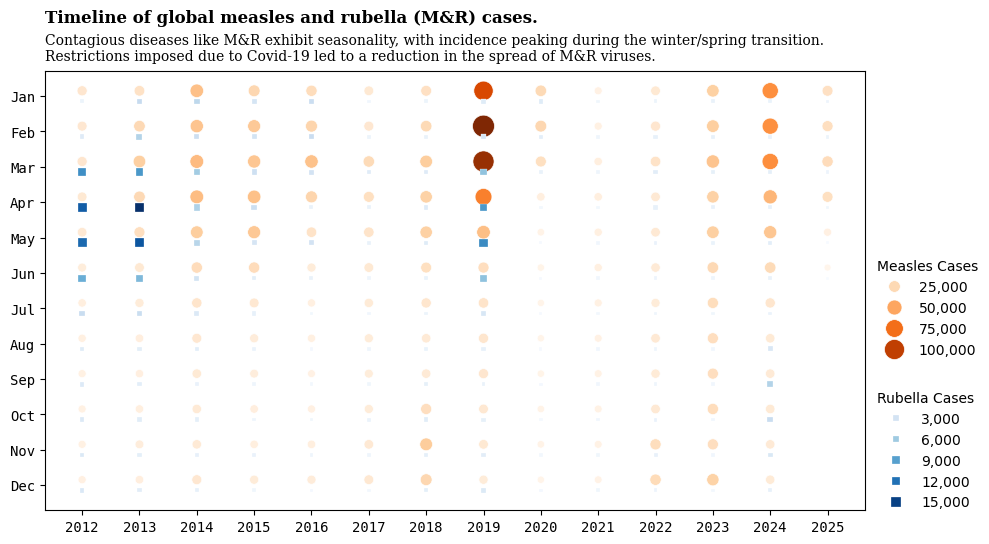 Timeline of global measles and rubella (M&R) cases.
Contagious diseases like M&R exhibit seasonality, with incidence peaking during the winter/spring transition.
Restrictions imposed due to Covid-19 led to a reduction in the spread of M&R viruses.
Jan
Feb
Mar
Apr
May
Jun
Jul
Aug
Sep
Oct
Nov
Dec
2012 2013 2014 2015 2016 2017 2018 2019 2020 2021 2022 2023 2024 2025
Measles Cases
25,000
50,000
75,000
100,000
Rubella Cases
3,000
6,000
9,000
12,000
15,000